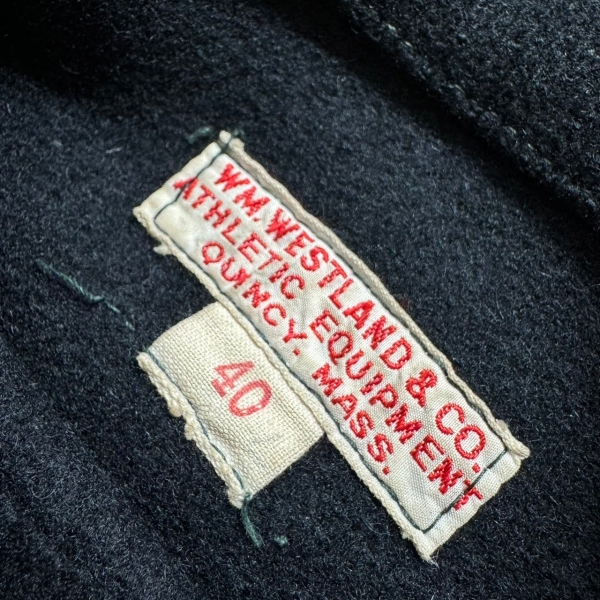 WM. WESTLAND & CO.
ATHLETIC EQUIPMENT
QUINCY. MASS.
40